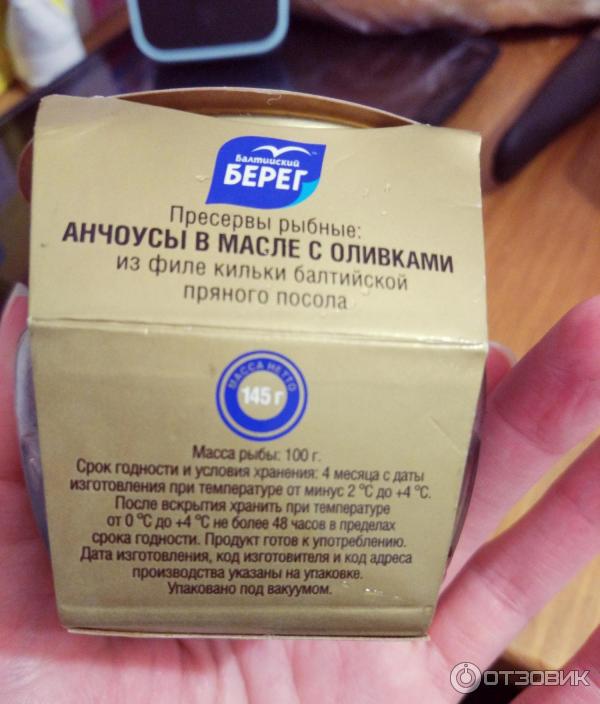 Балтийский
БЕРЕГ
Пресервы рыбные:
АНЧОУСЫ В МАСЛЕ С ОЛИВКАМИ
из филе кильки балтийской
пряного посола
МАССА НЕТТО
145 г
Масса рыбы: 100 г.
Срок годности и условия хранения: 4 месяца с даты
изготовления при температуре от минус 2 °С до +4 °С.
После вскрытия хранить при температуре
от 0 °С до +4 °С не более 48 часов в пределах
срока годности. Продукт готов к употреблению.
Дата изготовления, код изготовителя и код адреса
производства указаны на упаковке.
Упаковано под вакуумом.
ОТЗОВИК